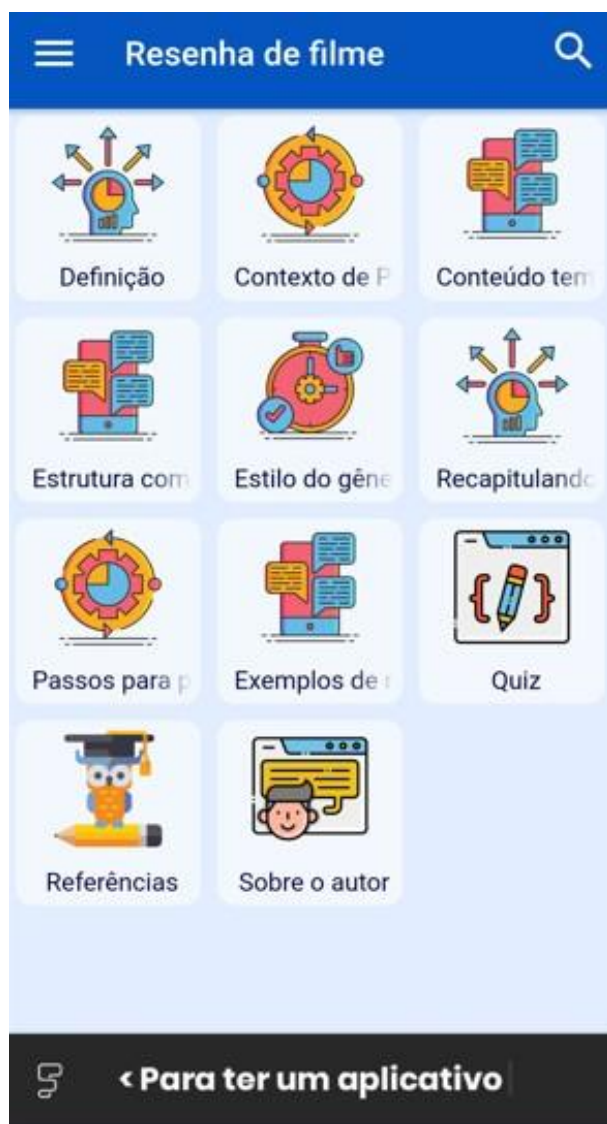 Resenha de filme
Definição
Contexto de P
Conteúdo tem
Estrutura com
Estilo do gêne
Recapitulando
Passos para p
Exemplos de
Quiz
Referências
Sobre o autor
< Para ter um aplicativo